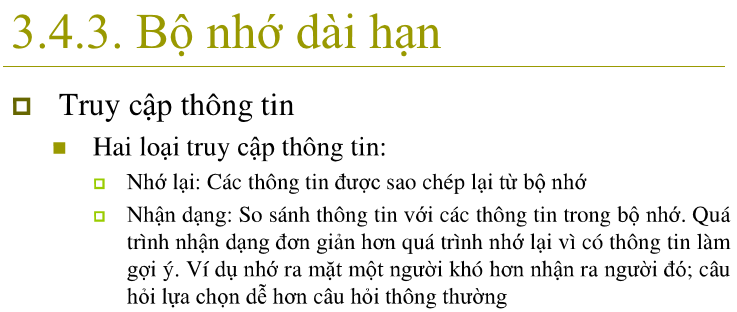 3.4.3. Bộ nhớ dài hạn
Truy cập thông tin
Hai loại truy cập thông tin:
Nhớ lại: Các thông tin được sao chép lại từ bộ nhớ
Nhận dạng: So sánh thông tin với các thông tin trong bộ nhớ. Quá
trình nhận dạng đơn giản hơn quá trình nhớ lại vì có thông tin làm
gợi ý. Ví dụ nhớ ra mặt một người khó hơn nhận ra người đó; câu
hỏi lựa chọn dễ hơn câu hỏi thông thường